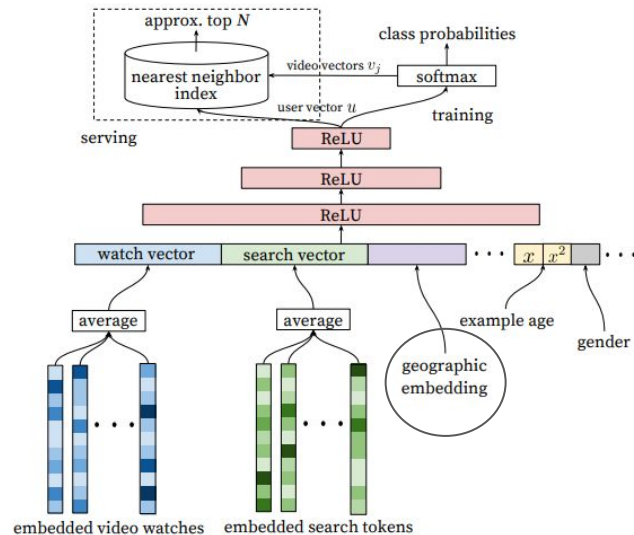 approx. top N
class probabilities
nearest neighbor
index
video vectors v_j
softmax
user vector u
serving
training
ReLU
ReLU
ReLU
watch vector
search vector
• • •
x
x²
• • •
average
average
example age
gender
geographic
embedding
• • •
• • •
embedded video watches
embedded search tokens